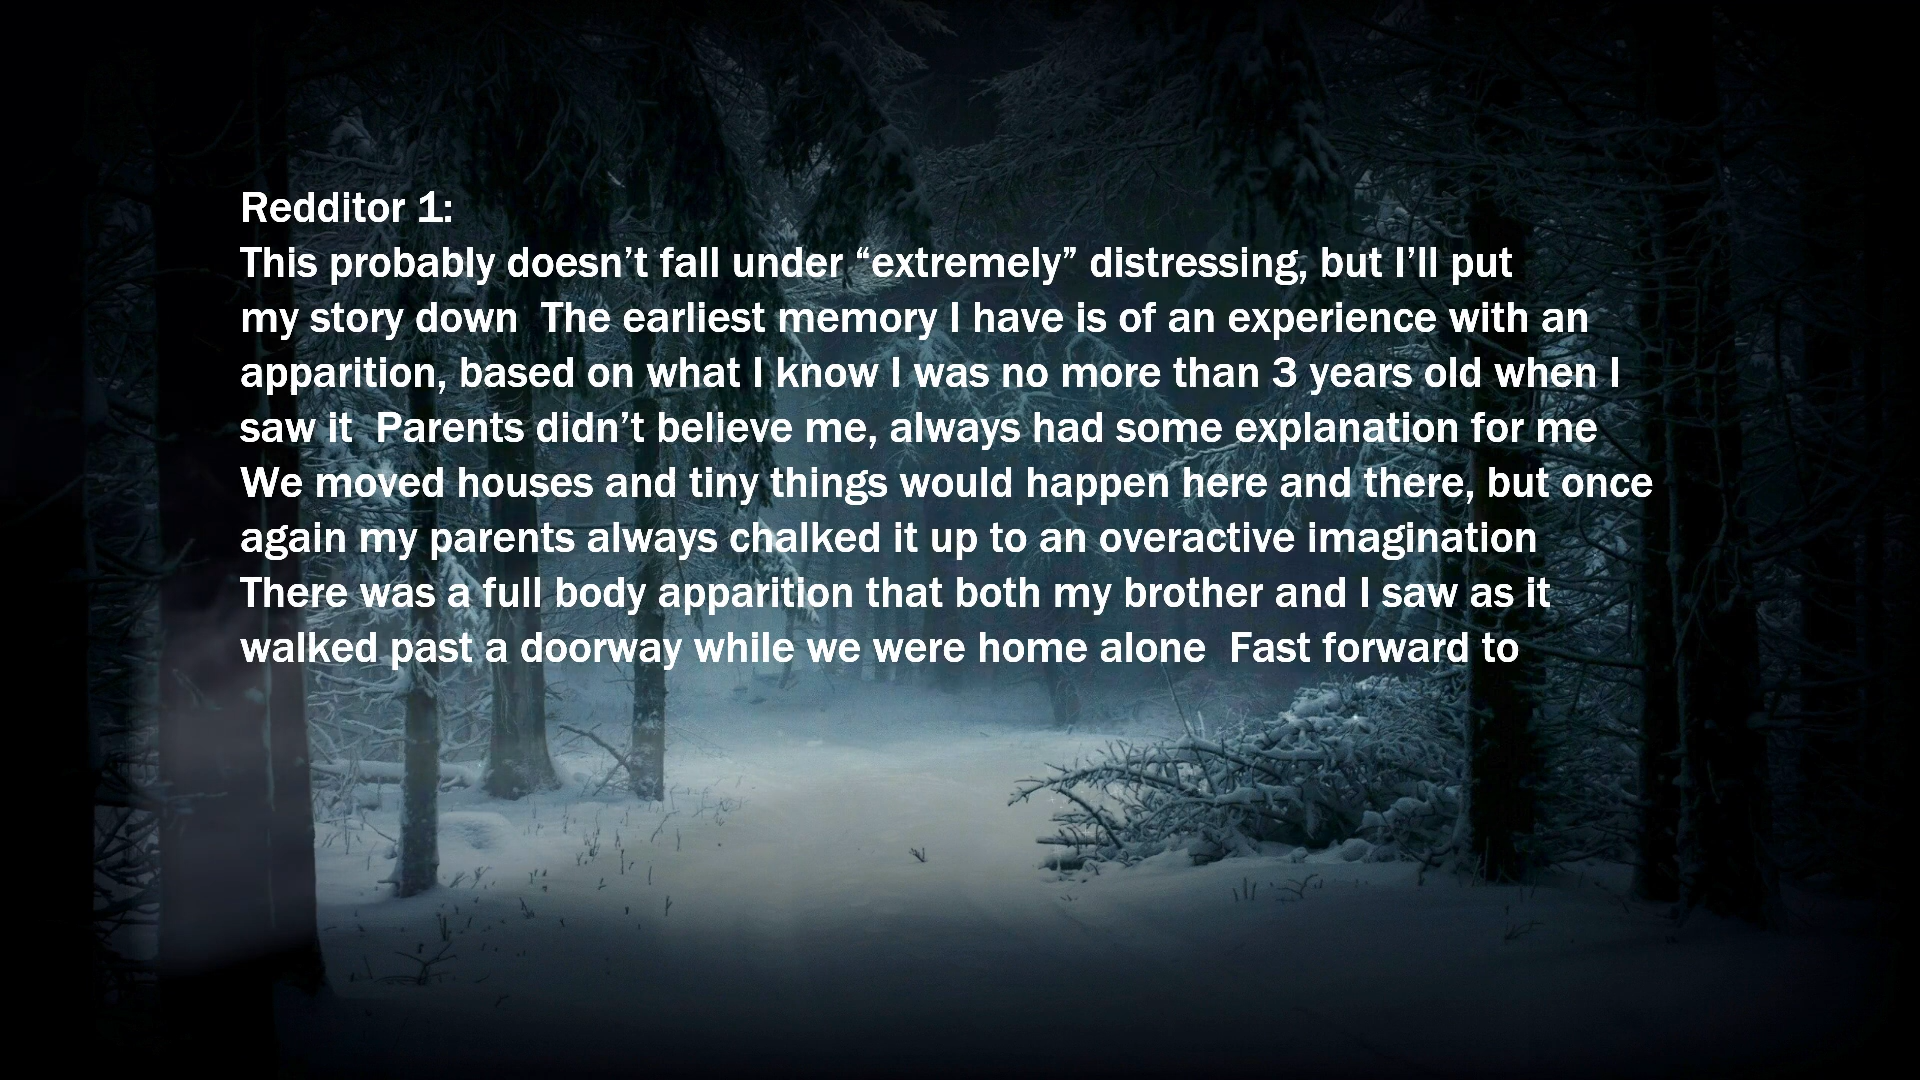 Redditor 1:
This probably doesn’t fall under “extremely” distressing, but I’ll put
my story down  The earliest memory I have is of an experience with an
apparition, based on what I know I was no more than 3 years old when I
saw it  Parents didn’t believe me, always had some explanation for me
We moved houses and tiny things would happen here and there, but once
again my parents always chalked it up to an overactive imagination
There was a full body apparition that both my brother and I saw as it
walked past a doorway while we were home alone  Fast forward to